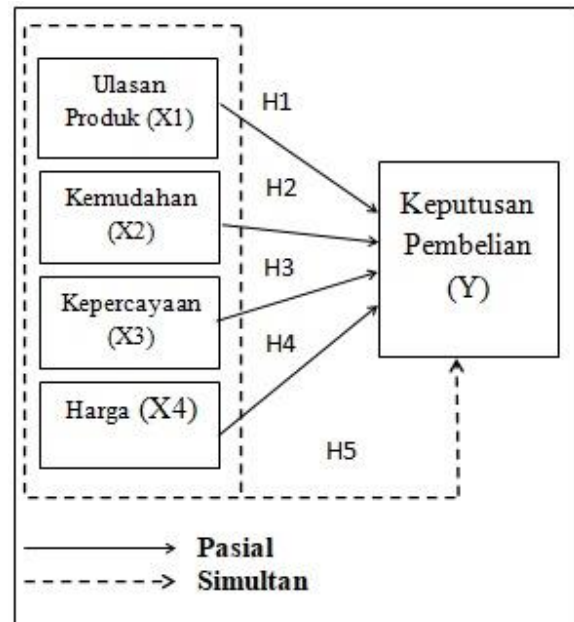 Ulasan
Produk (X1)
H1
Kemudahan
(X2)
H2
Kepercayaan
(X3)
H3
Harga (X4)
H4
Keputusan
Pembelian
(Y)
H5
Pasial
Simultan